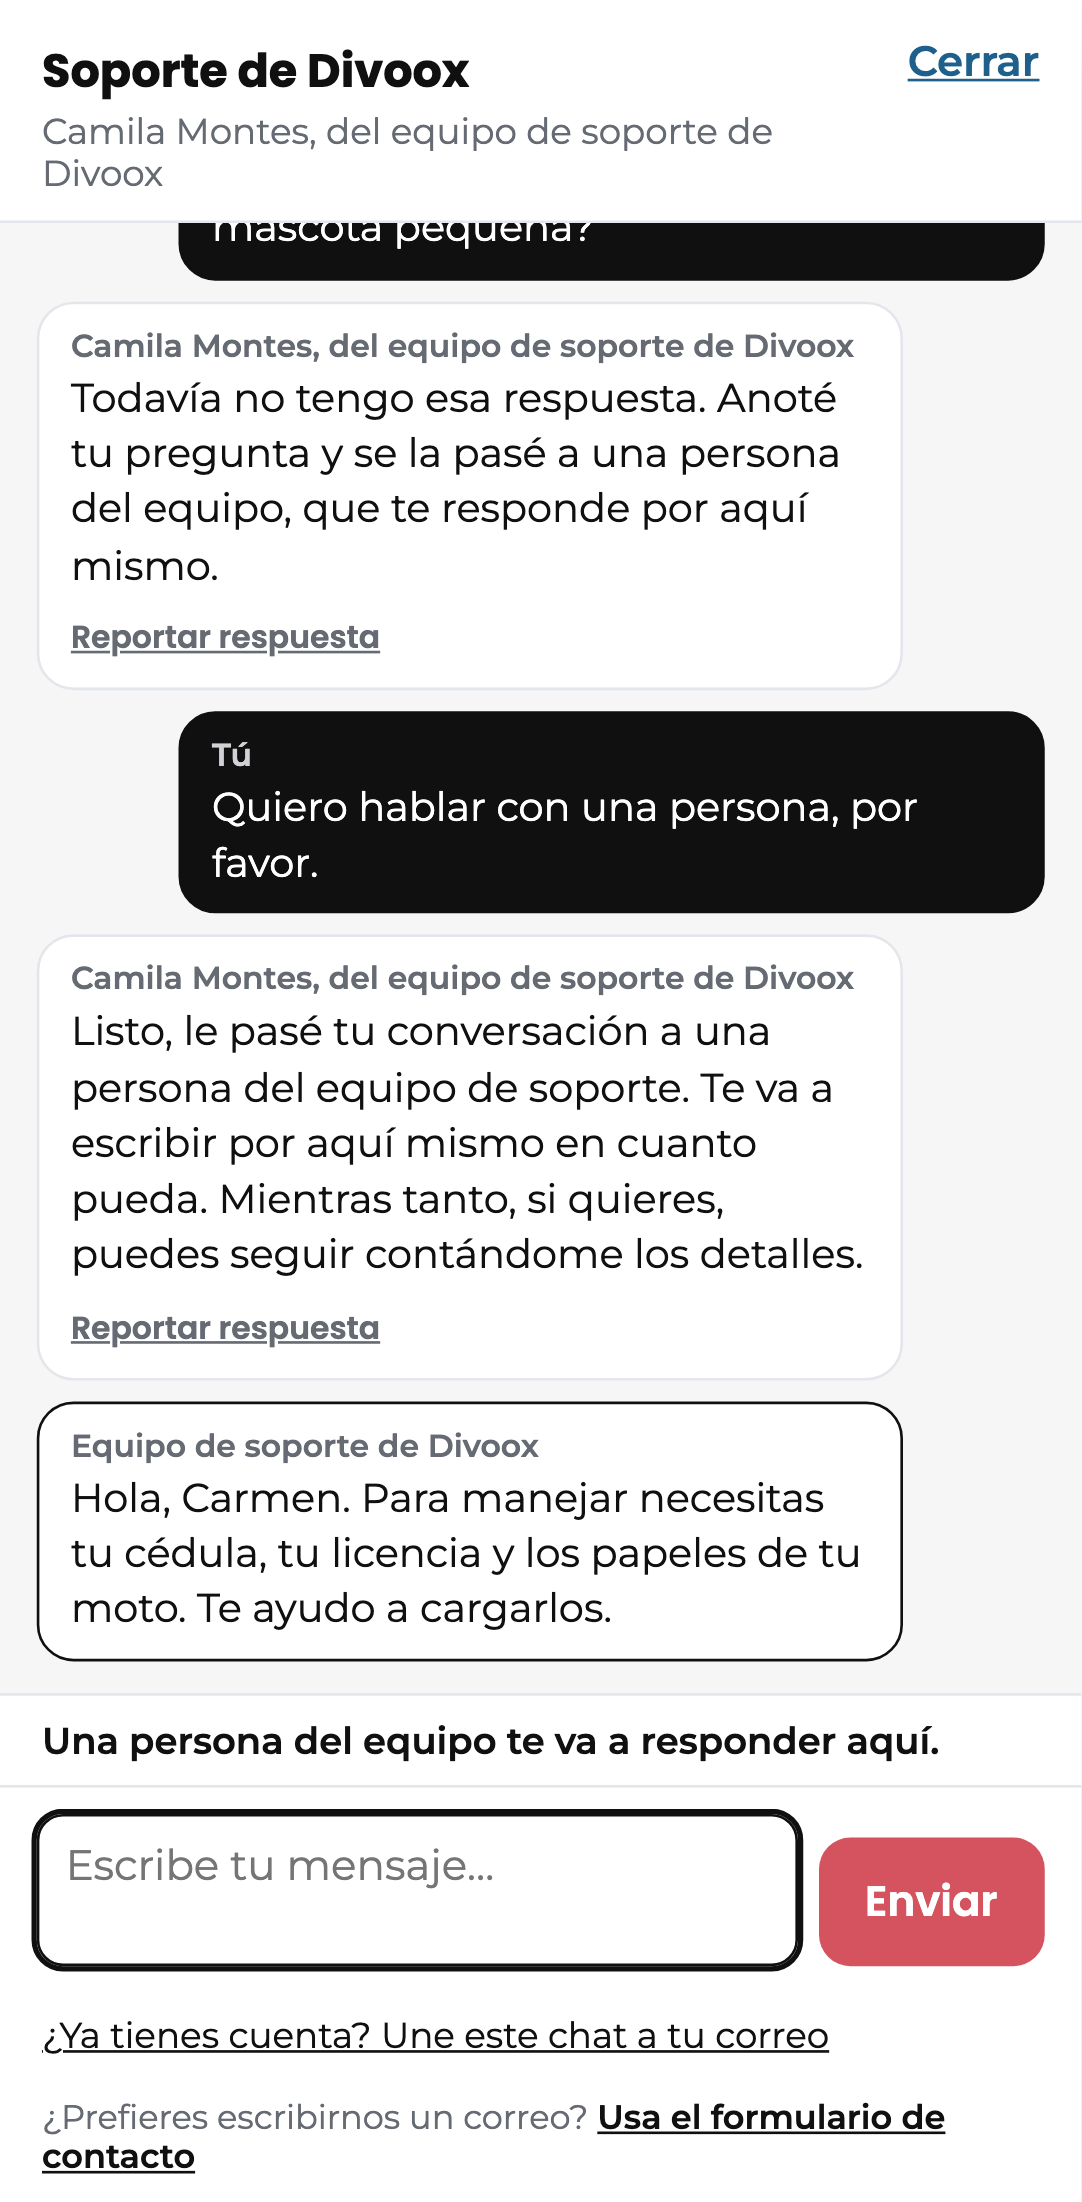 Soporte de Divoox
Cerrar
Camila Montes, del equipo de soporte de
Divoox
mascota pequeña?
Camila Montes, del equipo de soporte de Divoox
Todavía no tengo esa respuesta. Anoté
tu pregunta y se la pasé a una persona
del equipo, que te responde por aquí
mismo.
Reportar respuesta
Tú
Quiero hablar con una persona, por
favor.
Camila Montes, del equipo de soporte de Divoox
Listo, le pasé tu conversación a una
persona del equipo de soporte. Te va a
escribir por aquí mismo en cuanto
pueda. Mientras tanto, si quieres,
puedes seguir contándome los detalles.
Reportar respuesta
Equipo de soporte de Divoox
Hola, Carmen. Para manejar necesitas
tu cédula, tu licencia y los papeles de tu
moto. Te ayudo a cargarlos.
Una persona del equipo te va a responder aquí.
Escribe tu mensaje...
Enviar
¿Ya tienes cuenta? Une este chat a tu correo
¿Prefieres escribirnos un correo? Usa el formulario de
contacto